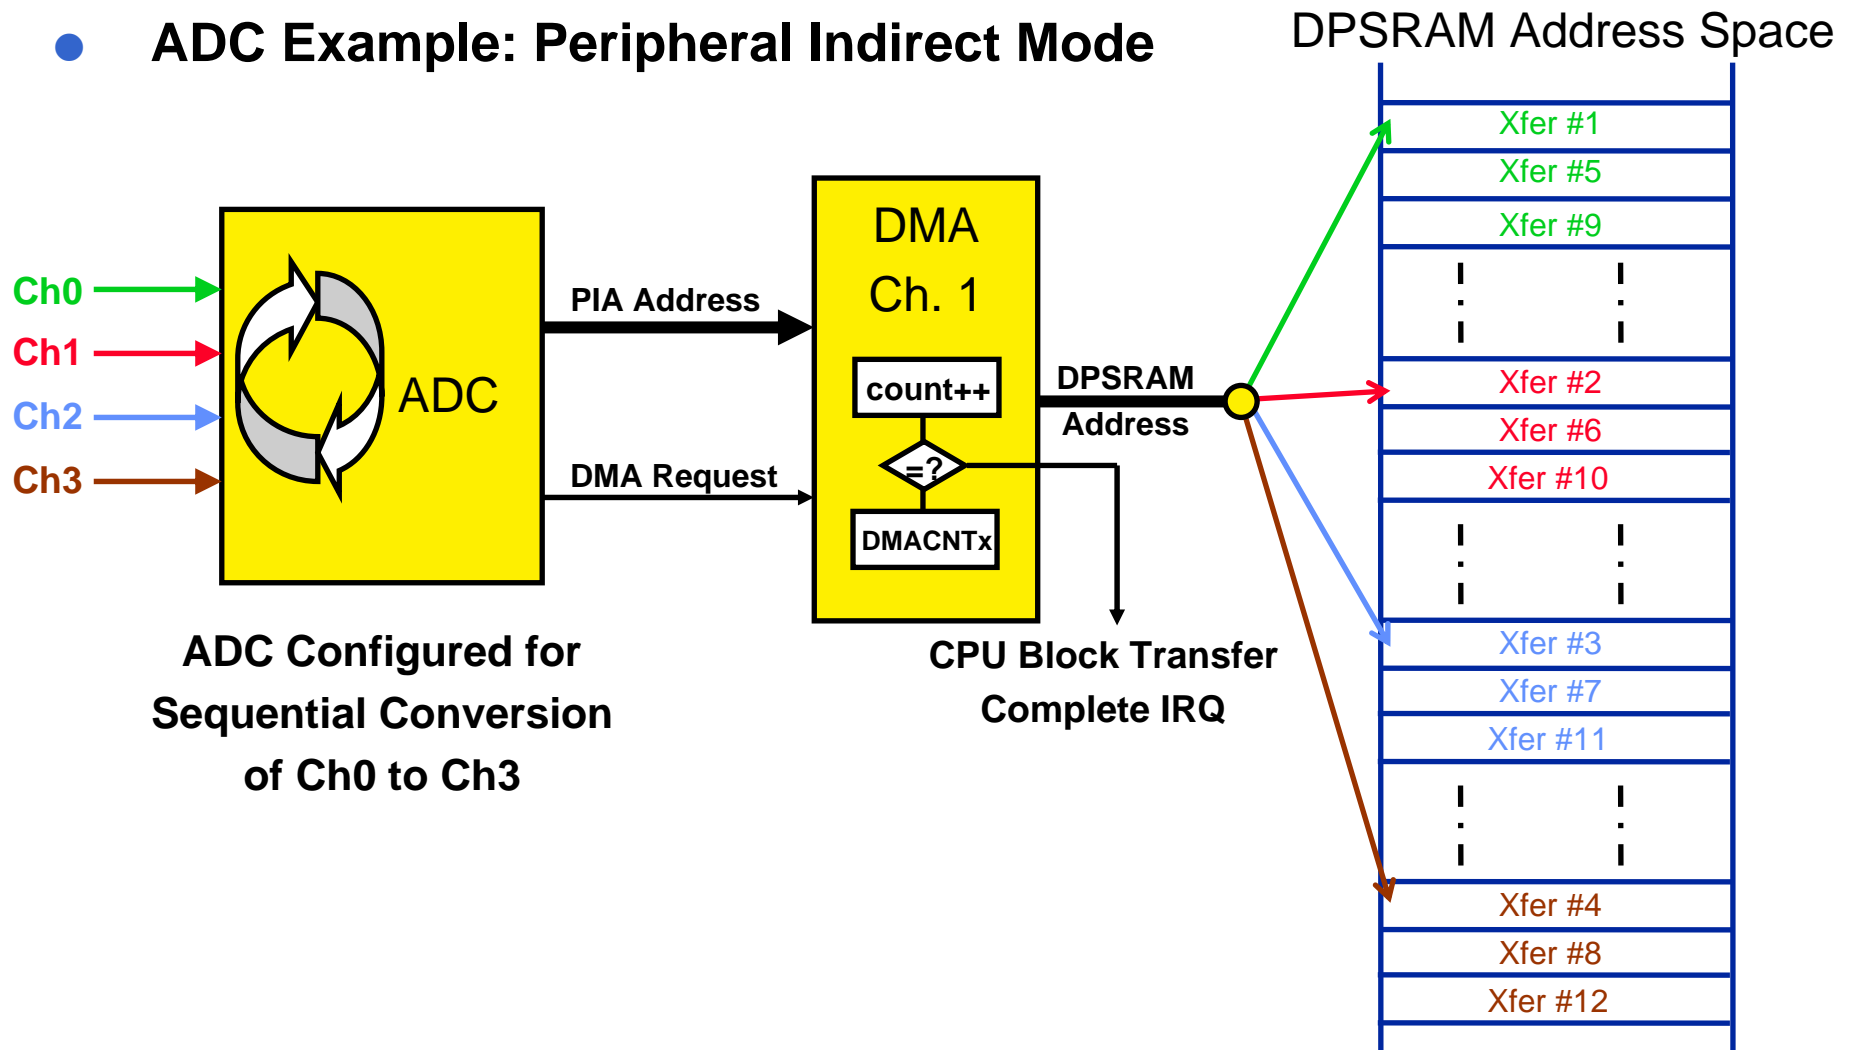 ADC Example: Peripheral Indirect Mode
DPSRAM Address Space
Ch0
Ch1
Ch2
Ch3
ADC
PIA Address
DMA Request
DMA
Ch. 1
count++
=?
DMACNTx
DPSRAM
Address
ADC Configured for
Sequential Conversion
of Ch0 to Ch3
CPU Block Transfer
Complete IRQ
Xfer #1
Xfer #5
Xfer #9
Xfer #2
Xfer #6
Xfer #10
Xfer #3
Xfer #7
Xfer #11
Xfer #4
Xfer #8
Xfer #12